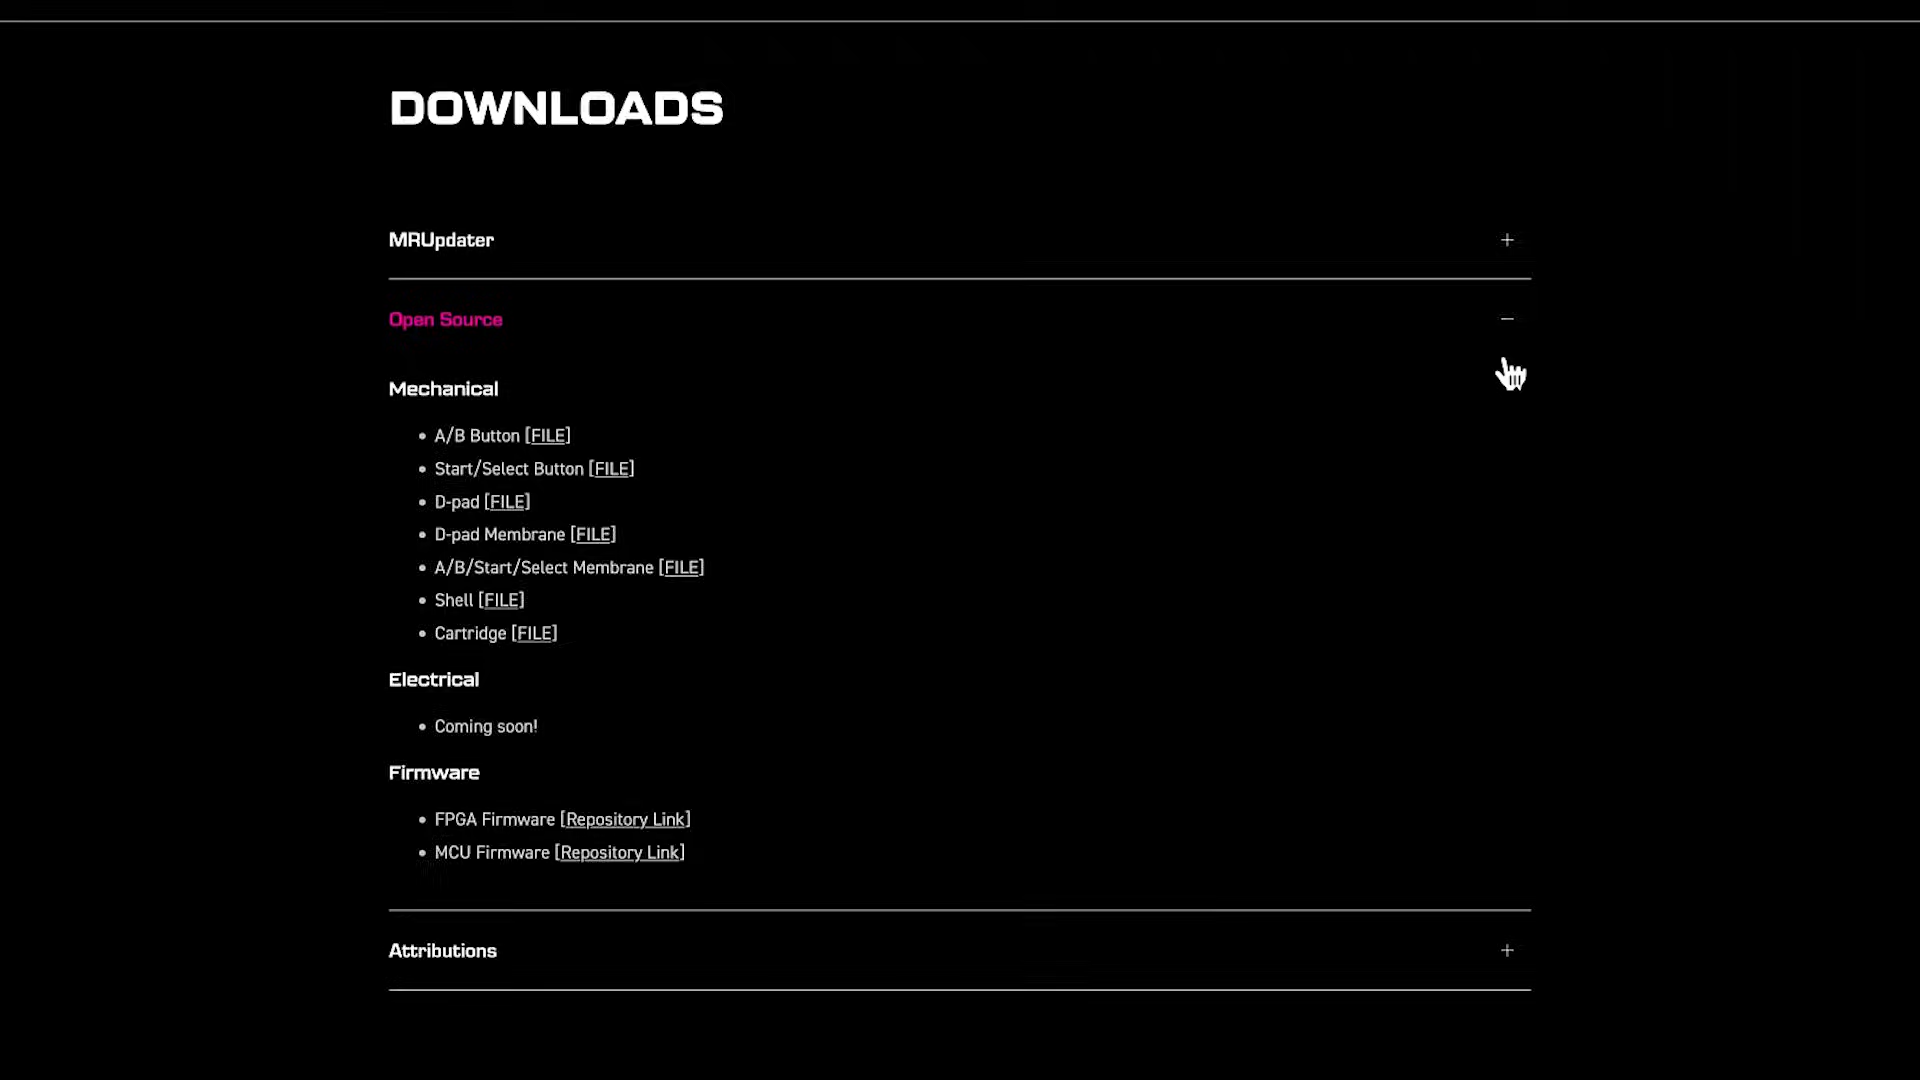 DOWNLOADS
MRUpdater
Open Source
Mechanical
A/B Button [FILE]
Start/Select Button [FILE]
D-pad [FILE]
D-pad Membrane [FILE]
A/B/Start/Select Membrane [FILE]
Shell [FILE]
Cartridge [FILE]
Electrical
Coming soon!
Firmware
FPGA Firmware [Repository Link]
MCU Firmware [Repository Link]
Attributions